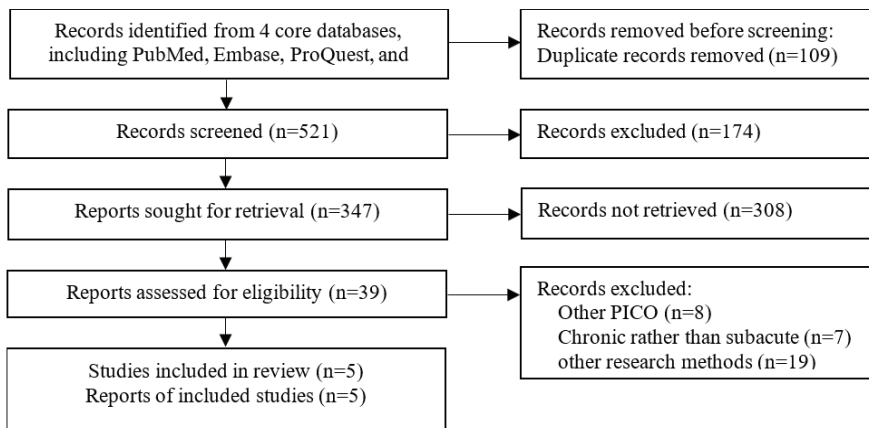 Records identified from 4 core databases,
including PubMed, Embase, ProQuest, and
Records removed before screening:
Duplicate records removed (n=109)
Records screened (n=521)
Records excluded (n=174)
Reports sought for retrieval (n=347)
Records not retrieved (n=308)
Reports assessed for eligibility (n=39)
Records excluded:
Other PICO (n=8)
Chronic rather than subacute (n=7)
other research methods (n=19)
Studies included in review (n=5)
Reports of included studies (n=5)